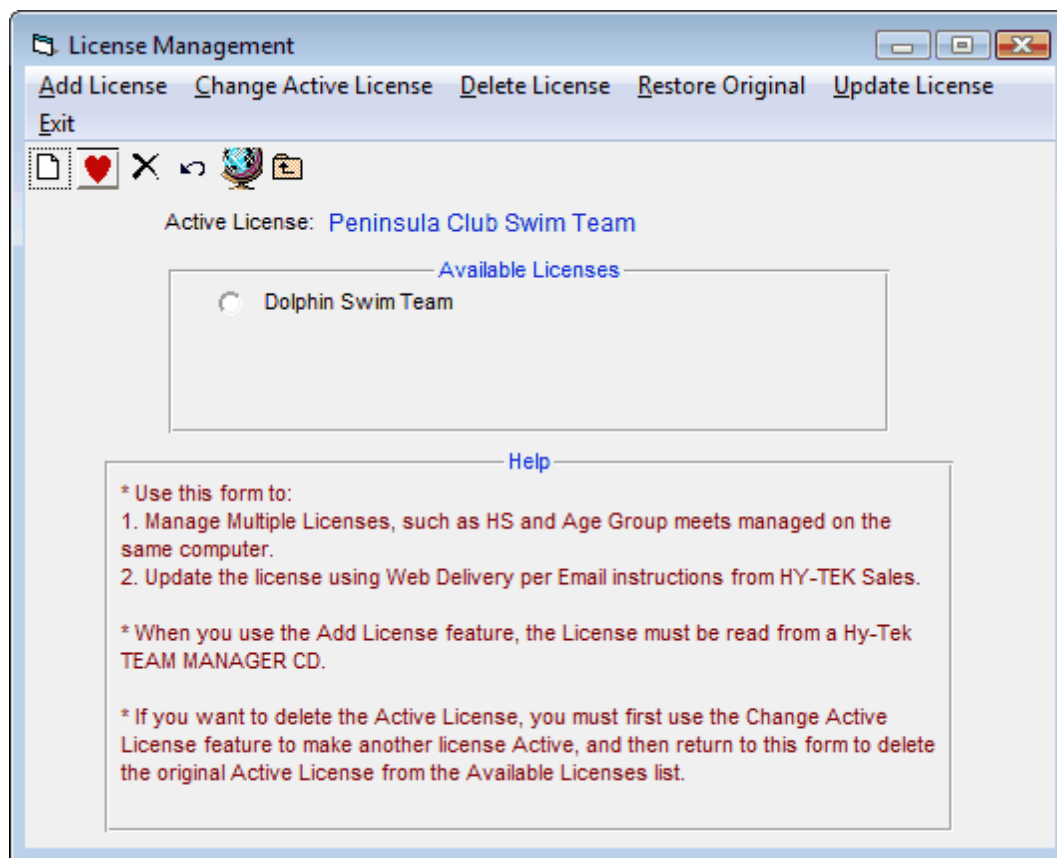 License Management
Add License Change Active License Delete License Restore Original Update License
Exit
Active License: Peninsula Club Swim Team
Available Licenses
Dolphin Swim Team
Help
* Use this form to:
1. Manage Multiple Licenses, such as HS and Age Group meets managed on the
same computer.
2. Update the license using Web Delivery per Email instructions from HY-TEK Sales.
* When you use the Add License feature, the License must be read from a Hy-Tek
TEAM MANAGER CD.
* If you want to delete the Active License, you must first use the Change Active
License feature to make another license Active, and then return to this form to delete
the original Active License from the Available Licenses list.